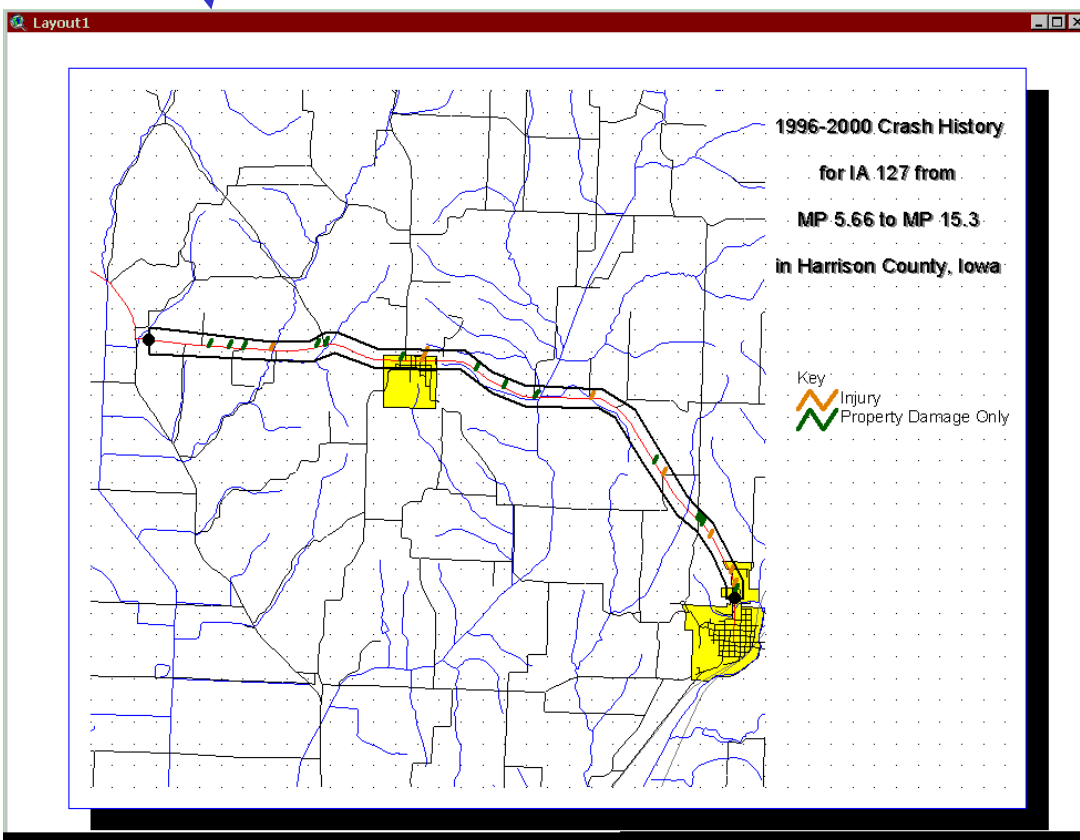 Layout1
1996-2000 Crash History
for IA 127 from
MP 5.66 to MP 15.3
in Harrison County, Iowa
Key
Injury
Property Damage Only